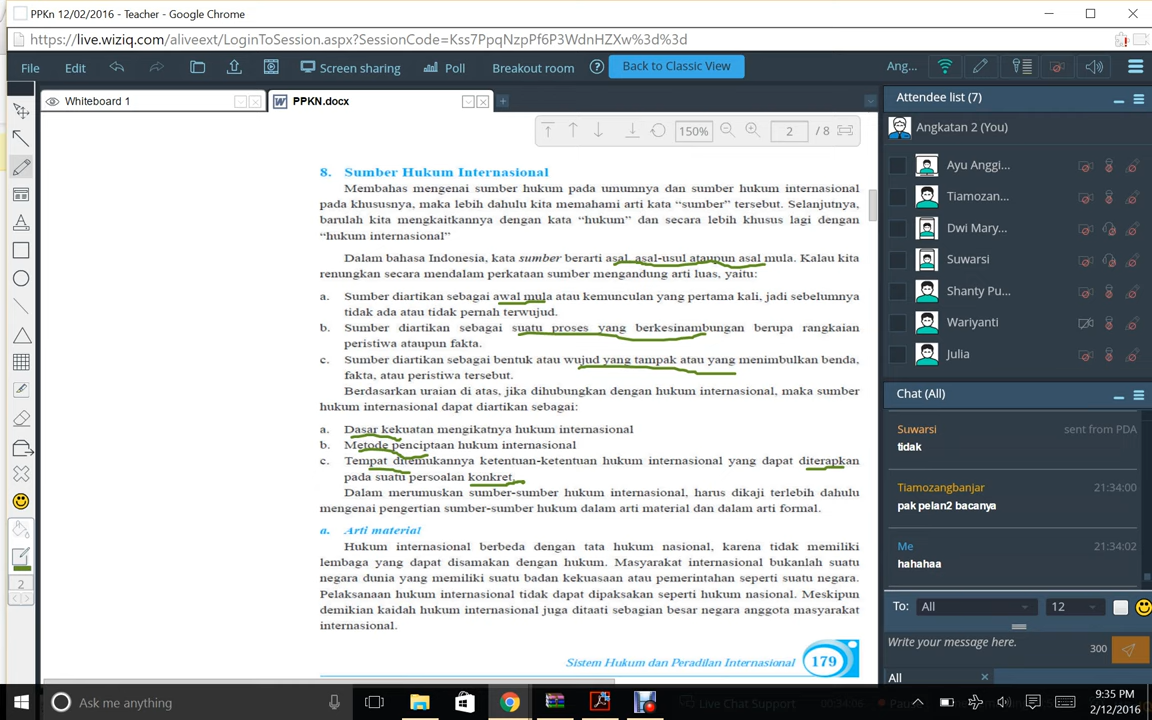 PPKn 12/02/2016 - Teacher - Google Chrome
https://live.wiziq.com/aliveext/LoginToSession.aspx?SessionCode=Kss7PpqNzpPf6P3WdnHZXw%3d%3d
File Edit Screen sharing Poll Breakout room ? Back to Classic View Ang...
Whiteboard 1 PPKN.docx
150% 2 / 8
8. Sumber Hukum Internasional
Membahas mengenai sumber hukum pada umumnya dan sumber hukum internasional
pada khususnya, maka lebih dahulu kita memahami arti kata “sumber” tersebut. Selanjutnya,
barulah kita mengkaitkannya dengan kata “hukum” dan secara lebih khusus lagi dengan
“hukum internasional”
Dalam bahasa Indonesia, kata sumber berarti asal, asal-usul ataupun asal mula. Kalau kita
renungkan secara mendalam perkataan sumber mengandung arti luas, yaitu:
a. Sumber diartikan sebagai awal mula atau kemunculan yang pertama kali, jadi sebelumnya
tidak ada atau tidak pernah terwujud.
b. Sumber diartikan sebagai suatu proses yang berkesinambungan berupa rangkaian
peristiwa ataupun fakta.
c. Sumber diartikan sebagai bentuk atau wujud yang tampak atau yang menimbulkan benda,
fakta, atau peristiwa tersebut.
Berdasarkan uraian di atas, jika dihubungkan dengan hukum internasional, maka sumber
hukum internasional dapat diartikan sebagai:
a. Dasar kekuatan mengikatnya hukum internasional
b. Metode penciptaan hukum internasional
c. Tempat ditemukannya ketentuan-ketentuan hukum internasional yang dapat diterapkan
pada suatu persoalan konkret.
Dalam merumuskan sumber-sumber hukum internasional, harus dikaji terlebih dahulu
mengenai pengertian sumber-sumber hukum dalam arti material dan dalam arti formal.
a. Arti material
Hukum internasional berbeda dengan tata hukum nasional, karena tidak memiliki
lembaga yang dapat disamakan dengan hukum. Masyarakat internasional bukanlah suatu
negara dunia yang memiliki suatu badan kekuasaan atau pemerintahan seperti suatu negara.
Pelaksanaan hukum internasional tidak dapat dipaksakan seperti hukum nasional. Meskipun
demikian kaidah hukum internasional juga ditaati sebagian besar negara anggota masyarakat
internasional.
Sistem Hukum dan Peradilan Internasional 179
2
Attendee list (7)
Angkatan 2 (You)
Ayu Anggi...
Tiamozan...
Dwi Mary...
Suwarsi
Shanty Pu...
Wariyanti
Julia
Chat (All)
Suwarsi sent from PDA
tidak
Tiamozangbanjar 21:34:00
pak pelan2 bacanya
Me 21:34:02
hahahaa
To: All 12
Write your message here. 300
All
Ask me anything
Live Chat Support
9:35 PM
2/12/2016